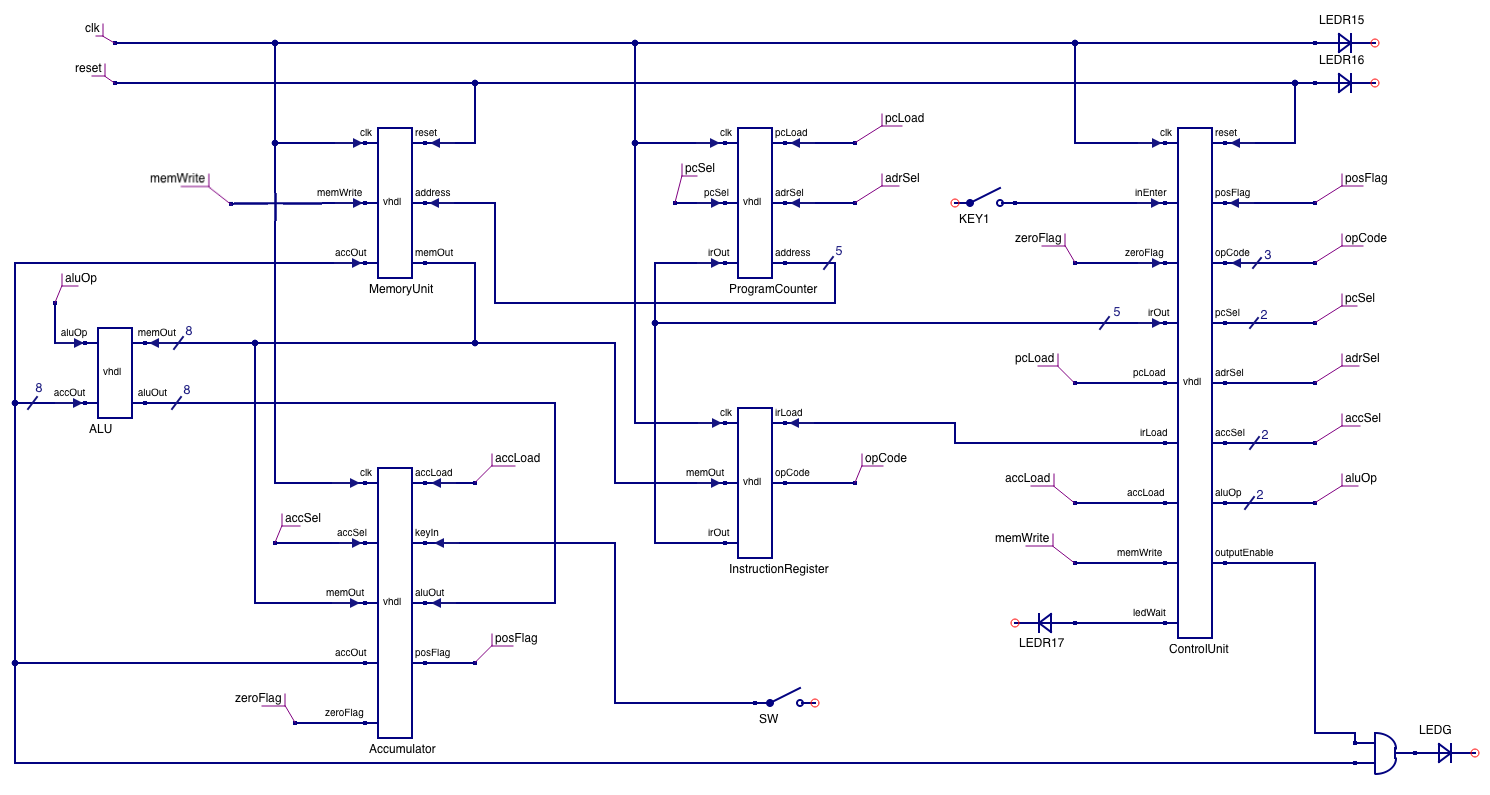 LEDR15
clk
LEDR16
reset
pcLoad
clk reset
clk pcLoad
clk reset
pcSel
memWrite
adrSel
posFlag
memWrite address
pcSel adrSel
inEnter posFlag
vhdl
vhdl
KEY1
zeroFlag
opCode
accOut memOut
irOut address 5
zeroFlag opCode 3
aluOp
MemoryUnit
ProgramCounter
pcSel
5 irOut pcSel 2
aluOp memOut 8
pcLoad
adrSel
vhdl
pcLoad vhdl adrSel
8 accOut aluOut 8
clk irLoad
accSel
ALU
irLoad accSel 2
accLoad
opCode
clk accLoad
memOut vhdl opCode
accLoad
aluOp
accLoad aluOp 2
accSel
accSel keyIn
irOut
memWrite
memWrite outputEnable
InstructionRegister
memOut vhdl aluOut
ledWait
posFlag
LEDR17
ControlUnit
accOut posFlag
zeroFlag
zeroFlag
SW
Accumulator
LEDG